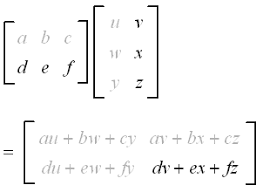 a b c u v
d e f w x
y z
= au + bw + cy av + bx + cz
du + ew + fy dv + ex + fz